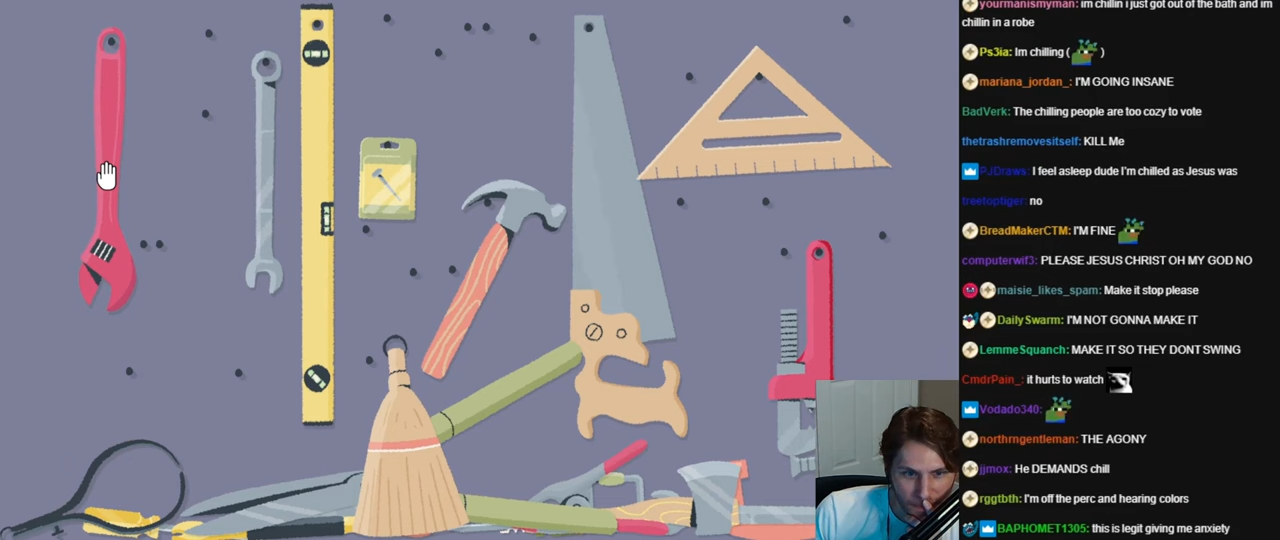 yourmanismyman: im chillin i just got out of the bath and im
chillin in a robe
Ps3ia: Im chilling ( )
mariana_jordan_: I'M GOING INSANE
BadVerk: The chilling people are too cozy to vote
thetrashremovesitself: KILL Me
PJDraws: I feel asleep dude I'm chilled as Jesus was
treetoptiger: no
BreadMakerCTM: I'M FINE
computerwif3: PLEASE JESUS CHRIST OH MY GOD NO
maisie_likes_spam: Make it stop please
DailySwarm: I'M NOT GONNA MAKE IT
LemmeSquanch: MAKE IT SO THEY DONT SWING
CmdrPain_: it hurts to watch
Vodado340:
northrngentleman: THE AGONY
jjmox: He DEMANDS chill
rggtbth: I'm off the perc and hearing colors
BAPHOMET1305: this is legit giving me anxiety